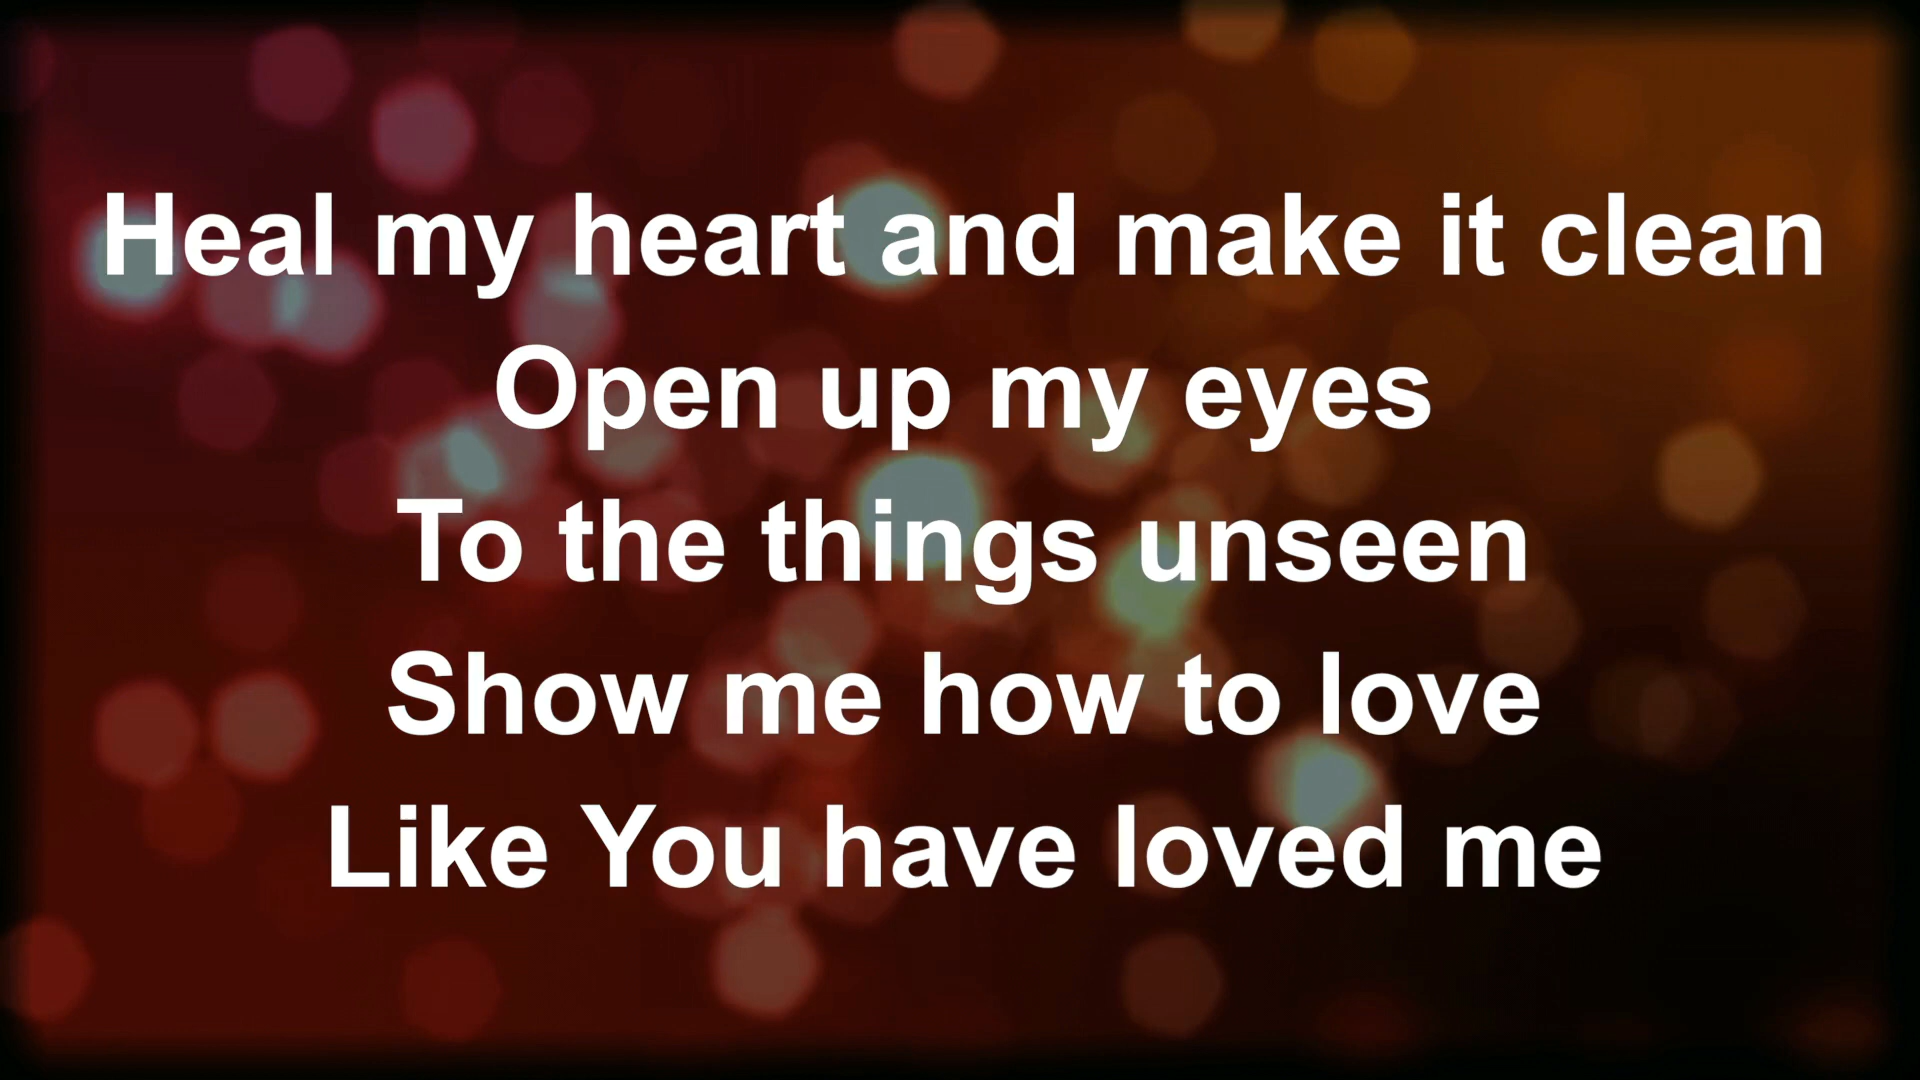 Heal my heart and make it clean
Open up my eyes
To the things unseen
Show me how to love
Like You have loved me